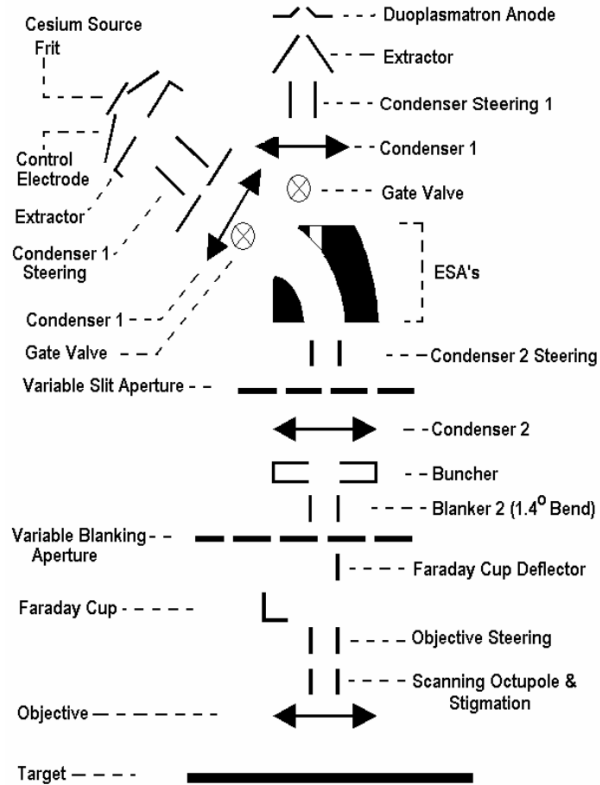 Duoplasmatron Anode
Cesium Source
Frit
Extractor
Condenser Steering 1
Condenser 1
Control
Electrode
Gate Valve
Extractor
Condenser 1
Steering
ESA's
Condenser 1
Gate Valve
Condenser 2 Steering
Variable Slit Aperture
Condenser 2
Buncher
Blanker 2 (1.4° Bend)
Variable Blanking
Aperture
Faraday Cup Deflector
Faraday Cup
Objective Steering
Scanning Octupole &
Stigmation
Objective
Target